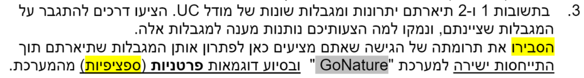 3. בתשובות 1 ו-2 תיארתם יתרונות ומגבלות שונות של מודל UC. הציעו דרכים להתגבר על
המגבלות שציינתם, ונמקו למה הצעותיכם נותנות מענה למגבלות אלה.
הסבירו את תרומתה של הגישה שאתם מציעים כאן לפתרון אותן המגבלות שתיארתם תוך
התייחסות ישירה למערכת "GoNature" ובסיוע דוגמאות פרטניות (ספציפיות) מהמערכת.